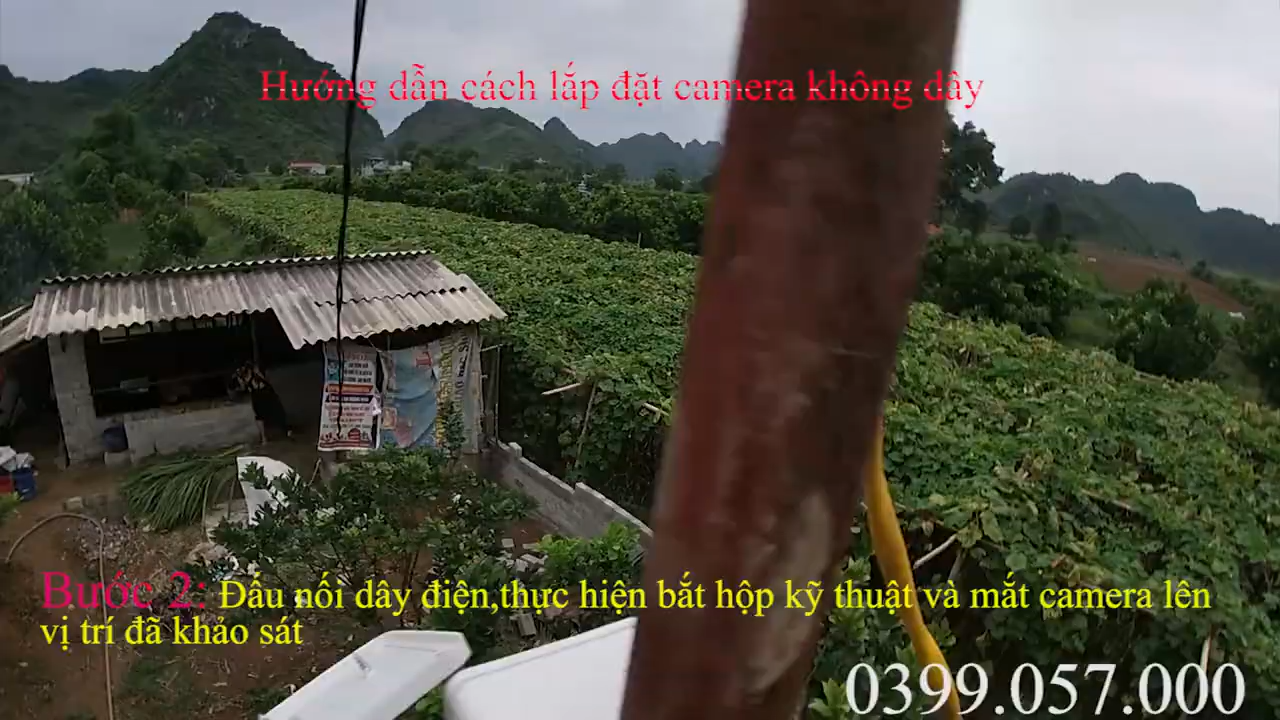 Hướng dẫn cách lắp đặt camera không dây
Bước 2: Đấu nối dây điện,thực hiện bắt hộp kỹ thuật và mắt camera lên
vị trí đã khảo sát
0399.057.000